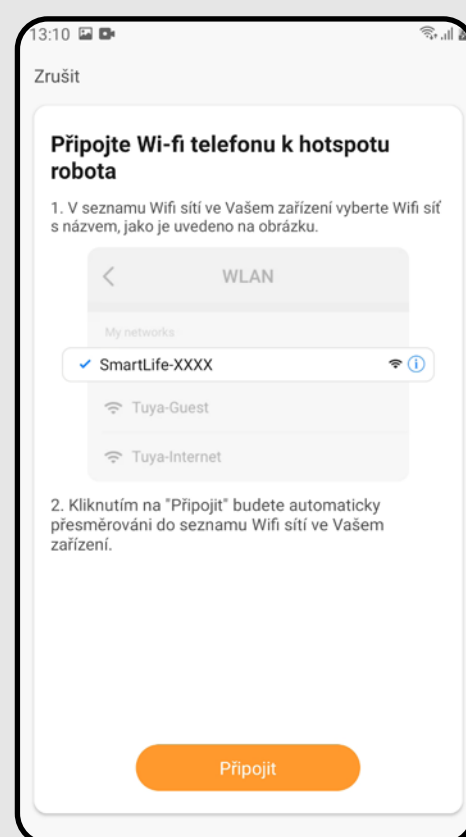 13:10
Zrušit
Připojte Wi-fi telefonu k hotspotu
robota
1. V seznamu Wifi sítí ve Vašem zařízení vyberte Wifi síť
s názvem, jako je uvedeno na obrázku.
WLAN
My networks
SmartLife-XXXX
Tuya-Guest
Tuya-Internet
2. Kliknutím na "Připojit" budete automaticky
přesměrováni do seznamu Wifi sítí ve Vašem
zařízení.
Připojit